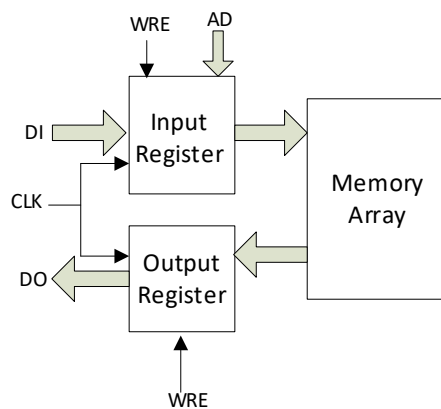 WRE
AD
DI
Input
Register
Memory
Array
CLK
DO
Output
Register
WRE